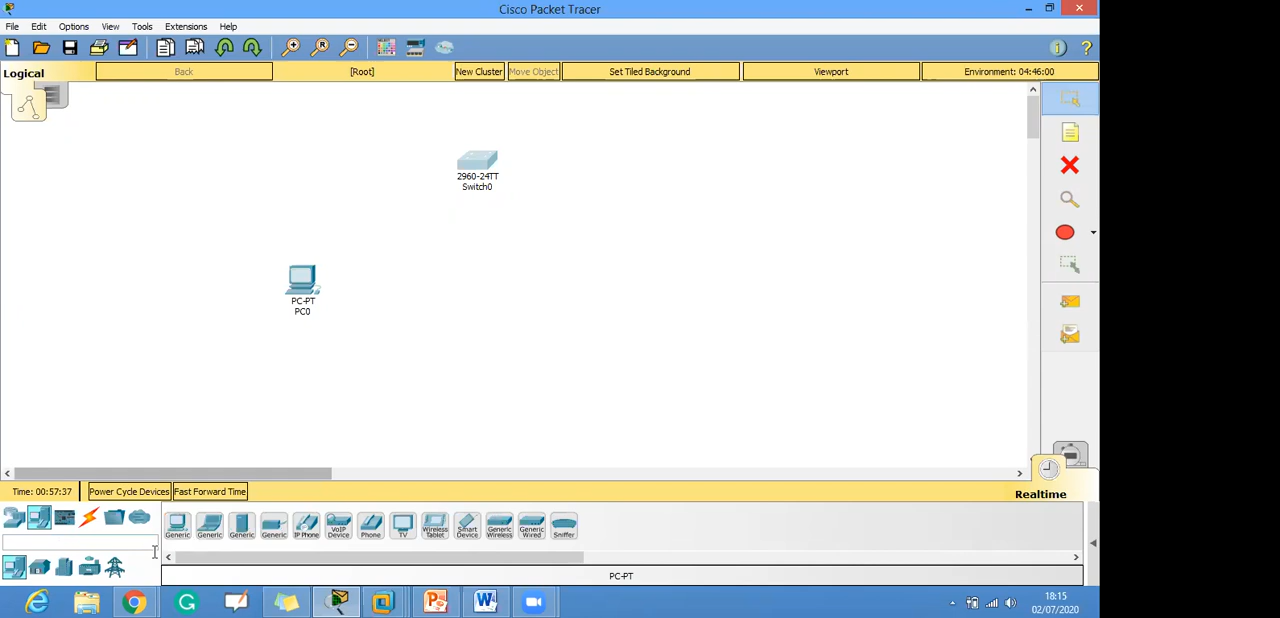 Cisco Packet Tracer
File Edit Options View Tools Extensions Help
Logical Back [Root] New Cluster Move Object Set Tiled Background Viewport Environment: 04:46:00
2960-24TT
Switch0
PC-PT
PC0
Time: 00:57:37 Power Cycle Devices Fast Forward Time Realtime
Generic Generic Generic Generic IP Phone VoIP Device Phone TV Wireless Tablet Smart Device Generic Wireless Generic Wired Sniffer
PC-PT
18:15
02/07/2020